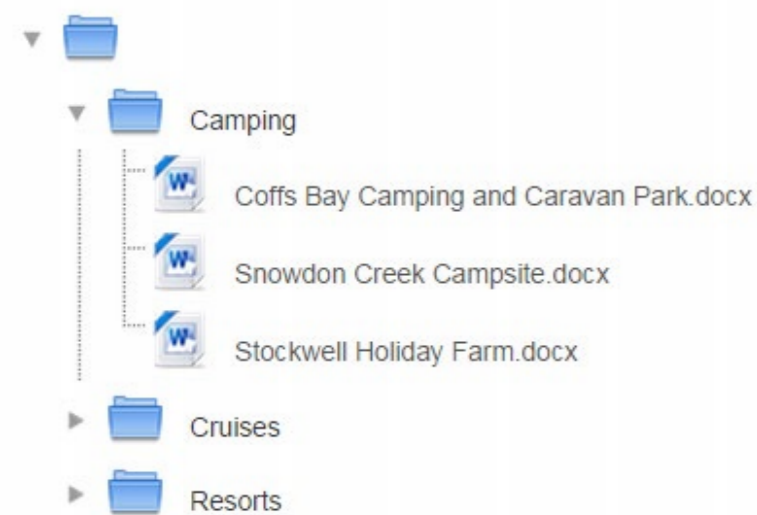 Camping
Coffs Bay Camping and Caravan Park.docx
Snowdon Creek Campsite.docx
Stockwell Holiday Farm.docx
Cruises
Resorts